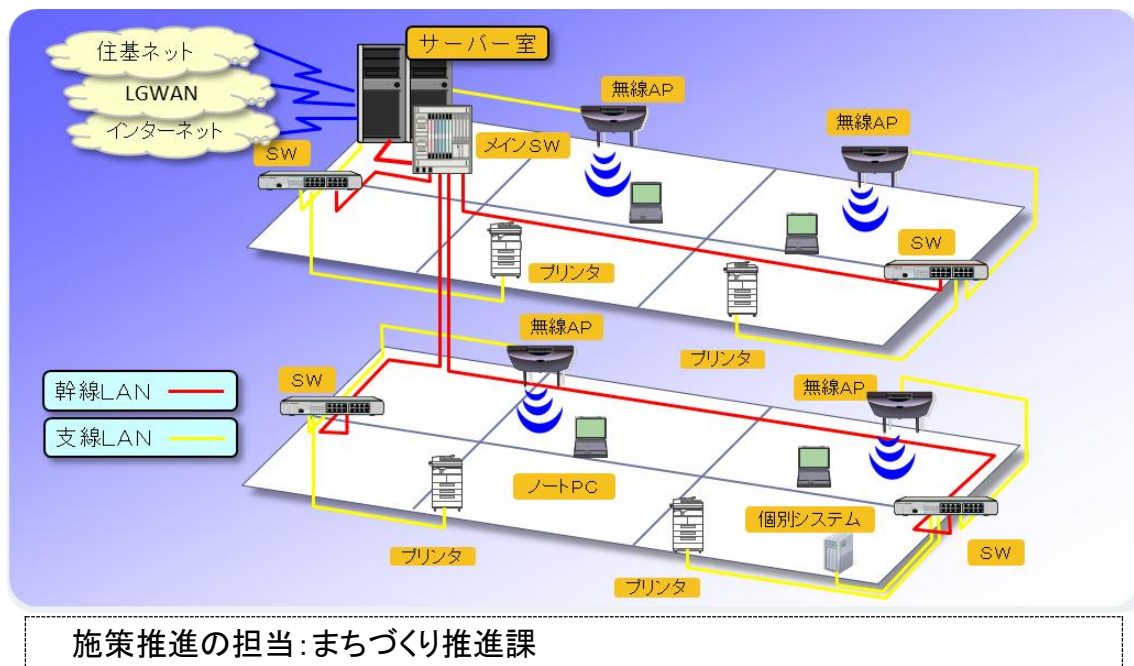 住基ネット
LGWAN
インターネット
サーバー室
無線AP
無線AP
メインSW
SW
SW
プリンタ
プリンタ
無線AP
幹線LAN
支線LAN
SW
無線AP
ノートPC
個別システム
プリンタ
プリンタ
SW
施策推進の担当：まちづくり推進課